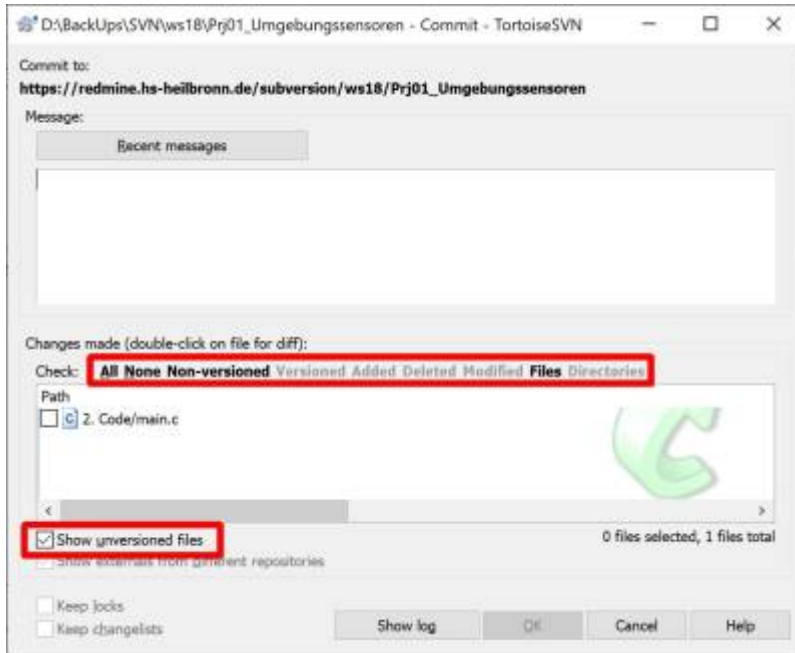 D:\BackUps\SVN\ws18\Prj01_Umgebungssensoren - Commit - TortoiseSVN
Commit to:
https://redmine.hs-heilbronn.de/subversion/ws18/Prj01_Umgebungssensoren
Message:
Recent messages
Changes made (double-click on file for diff):
Check: All None Non-versioned Versioned Added Deleted Modified Files Directories
Path
2. Code/main.c
Show unversioned files
0 files selected, 1 files total
Show externals from different repositories
Keep locks
Keep changelists
Show log OK Cancel Help